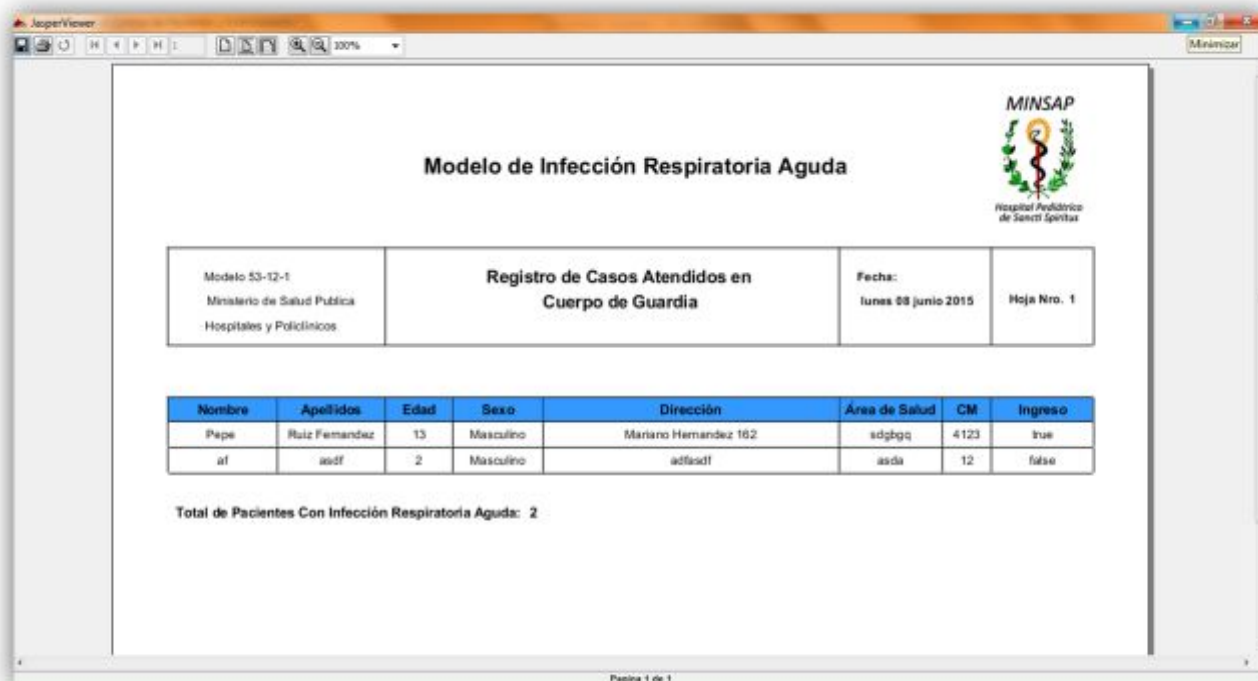 JasperViewer
1
100%
Minimizar
MINSAP
Hospital Pediátrico
de Sancti Spíritus
Modelo de Infección Respiratoria Aguda
Modelo 53-12-1
Ministerio de Salud Publica
Hospitales y Policlínicos
Registro de Casos Atendidos en
Cuerpo de Guardia
Fecha:
lunes 08 junio 2015
Hoja Nro. 1
Nombre Apellidos Edad Sexo Dirección Área de Salud CM Ingreso
Pepe Ruiz Fernandez 13 Masculino Mariano Hernandez 162 sdgbgq 4123 true
af asdf 2 Masculino adfasdf asda 12 false
Total de Pacientes Con Infección Respiratoria Aguda: 2
Pagina 1 de 1